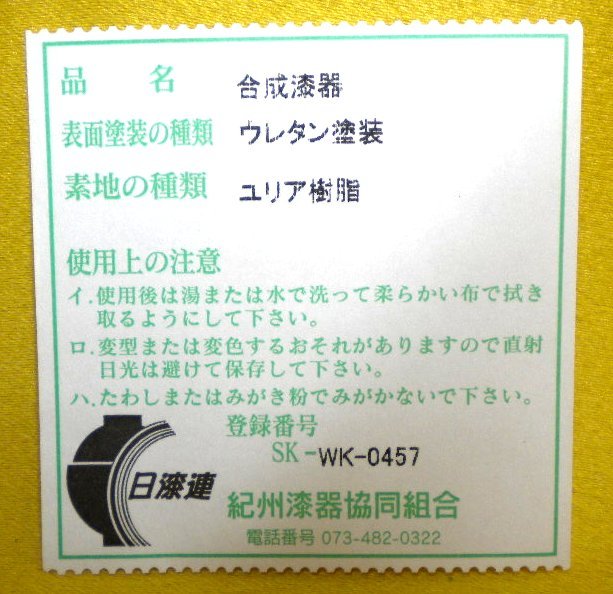 品 名 合成漆器
表面塗装の種類 ウレタン塗装
素地の種類 ユリア樹脂
使用上の注意
イ.使用後は湯または水で洗って柔らかい布で拭き
取るようにして下さい。
ロ.変型または変色するおそれがありますので直射
日光は避けて保存して下さい。
ハ.たわしまたはみがき粉でみがかないで下さい。
登録番号
SK-WK-0457
日漆連
紀州漆器協同組合
電話番号 073-482-0322